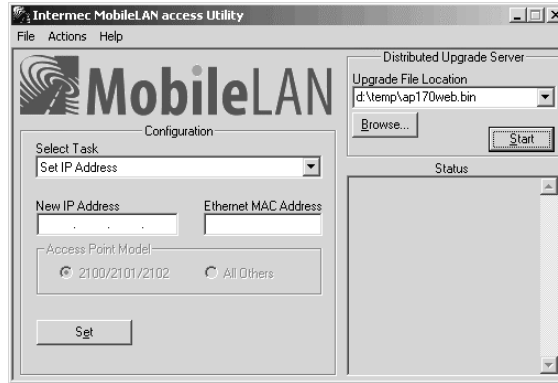 Intermec MobileLAN access Utility
File Actions Help
MobileLAN
Configuration
Select Task
Set IP Address
New IP Address Ethernet MAC Address
. . .
Access Point Model
2100/2101/2102 All Others
Set
Distributed Upgrade Server
Upgrade File Location
d:\temp\ap170web.bin
Browse...
Start
Status